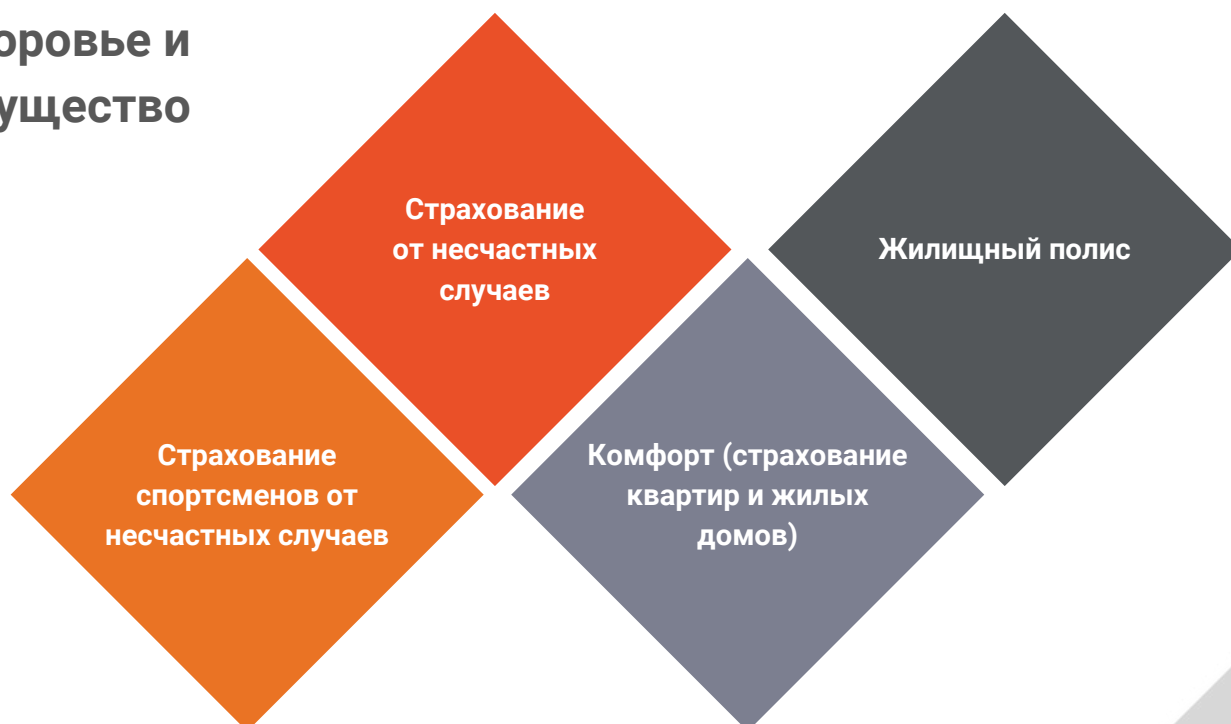 оровье и
ущество
Страхование
от несчастных
случаев
Жилищный полис
Страхование
спортсменов от
несчастных случаев
Комфорт (страхование
квартир и жилых
домов)